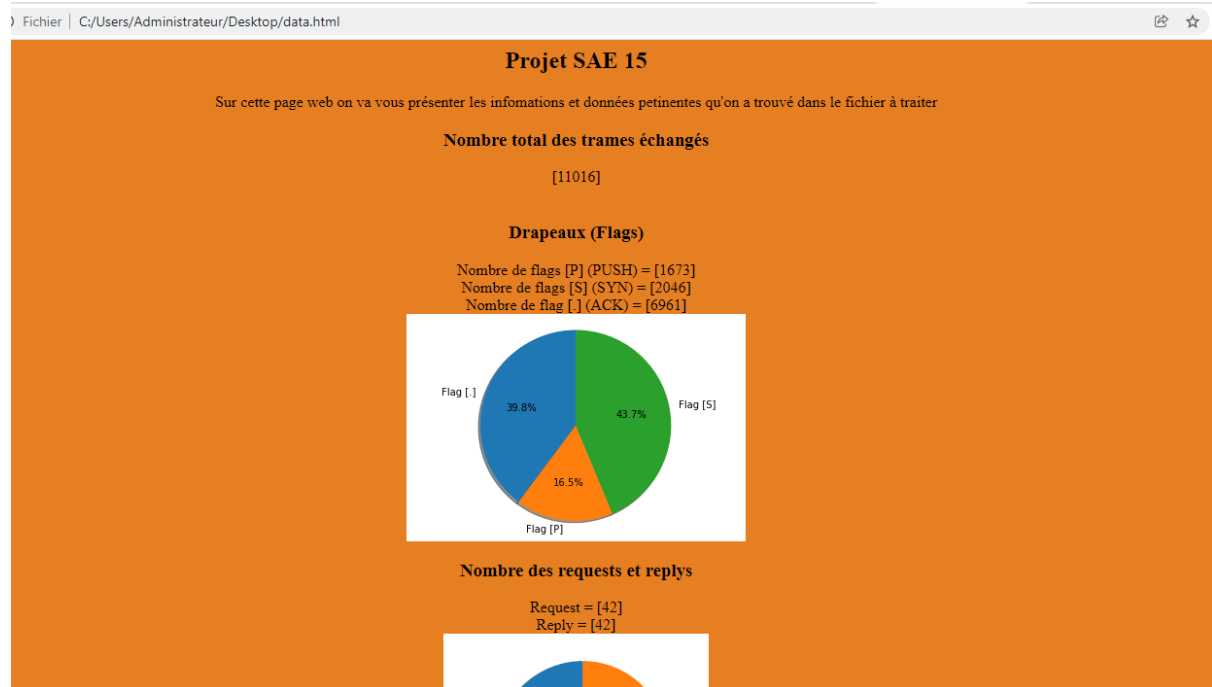 Fichier | C:/Users/Administrateur/Desktop/data.html
Projet SAE 15
Sur cette page web on va vous présenter les infomations et données petinentes qu'on a trouvé dans le fichier à traiter
Nombre total des trames échangés
[11016]
Drapeaux (Flags)
Nombre de flags [P] (PUSH) = [1673]
Nombre de flags [S] (SYN) = [2046]
Nombre de flag [.] (ACK) = [6961]
Flag [.]
39.8%
43.7%
Flag [S]
16.5%
Flag [P]
Nombre des requests et replys
Request = [42]
Reply = [42]